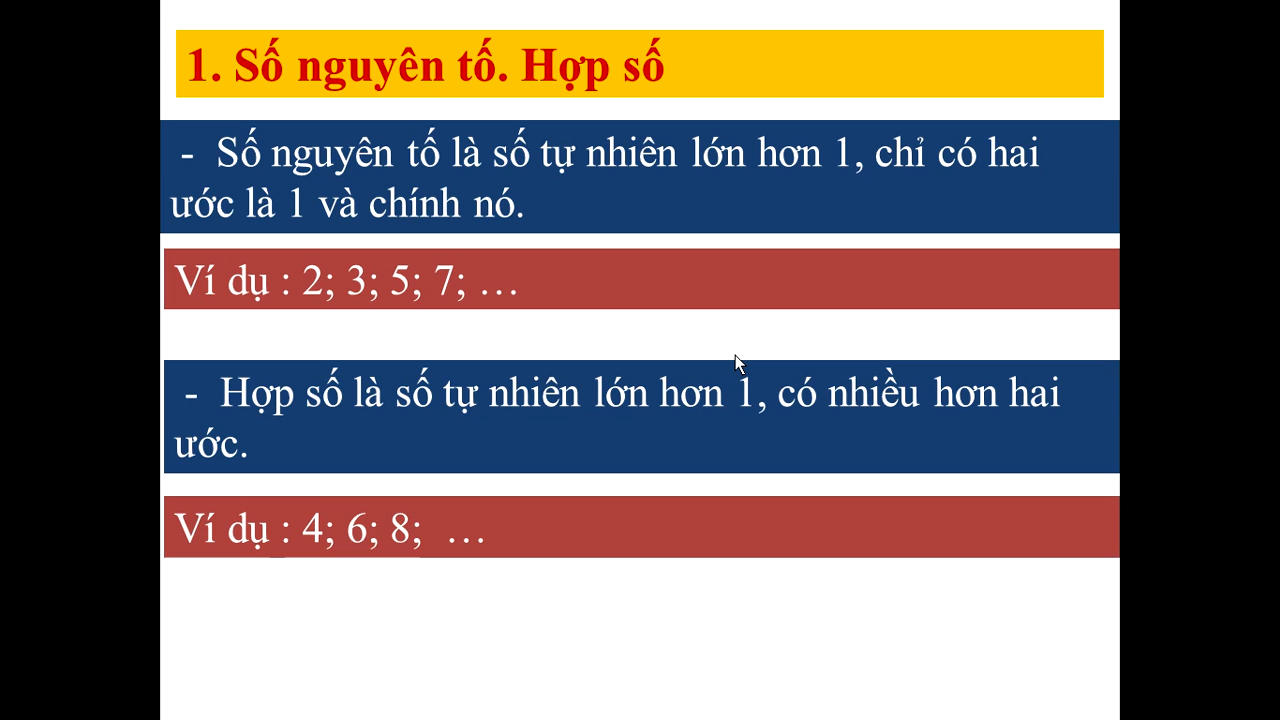 1. Số nguyên tố. Hợp số
- Số nguyên tố là số tự nhiên lớn hơn 1, chỉ có hai
ước là 1 và chính nó.
Ví dụ : 2; 3; 5; 7; …
- Hợp số là số tự nhiên lớn hơn 1, có nhiều hơn hai
ước.
Ví dụ : 4; 6; 8; …